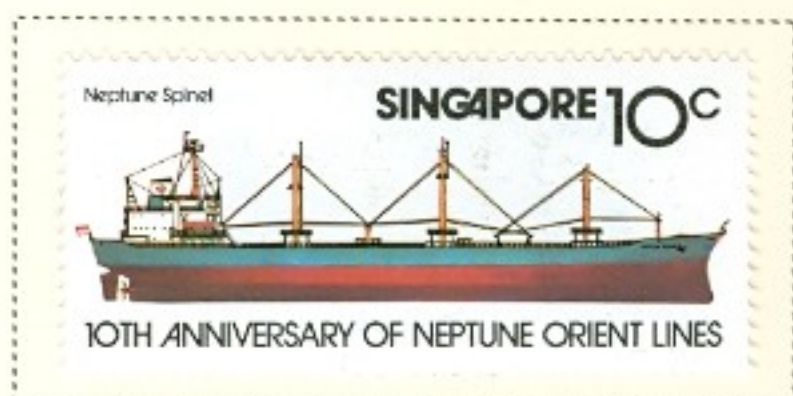 Neptune Spinel
SINGAPORE 10C
10TH ANNIVERSARY OF NEPTUNE ORIENT LINES